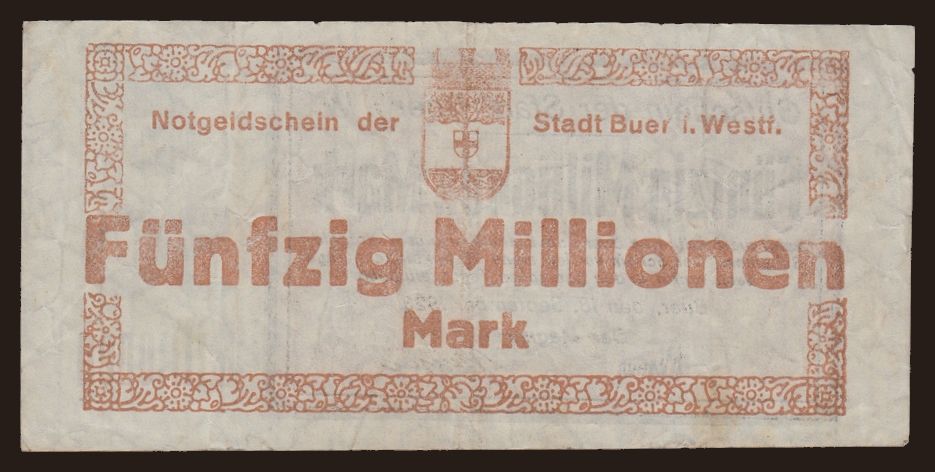 Notgeldschein der Stadt Buer i. Westf.
Fünfzig Millionen
Mark